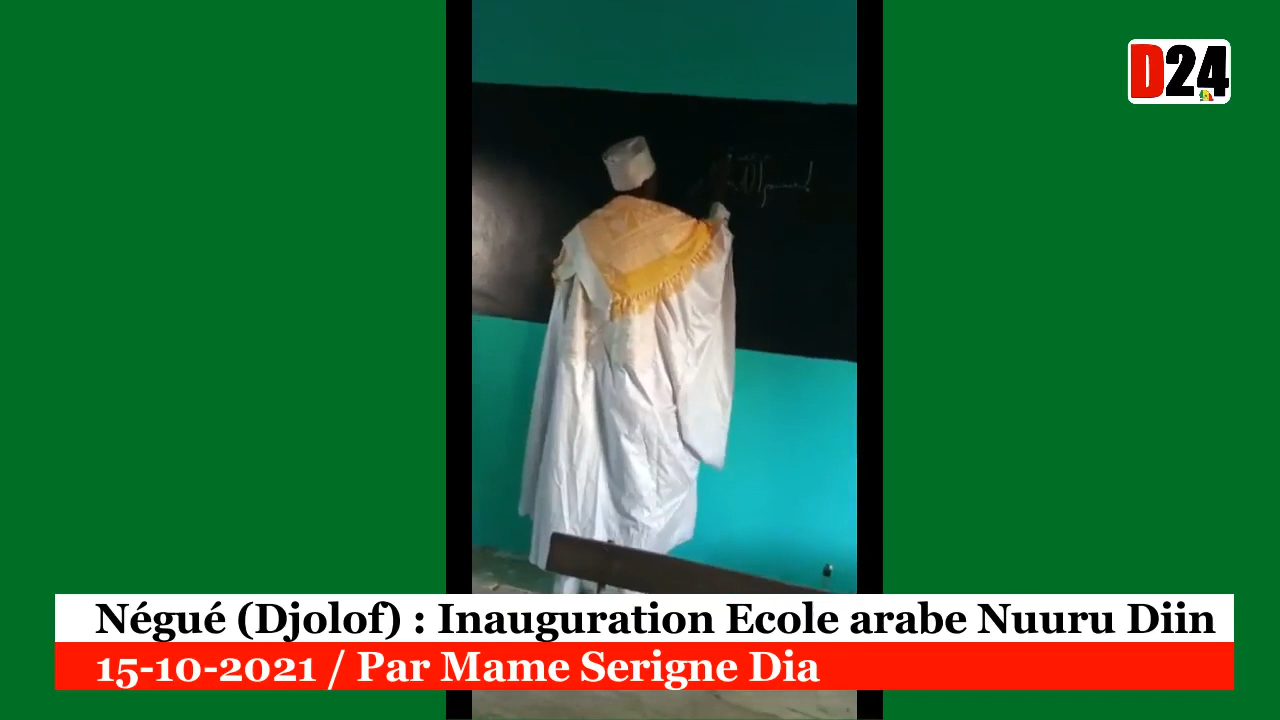 D24
Négué (Djolof) : Inauguration Ecole arabe Nuuru Diin
15-10-2021 / Par Mame Serigne Dia